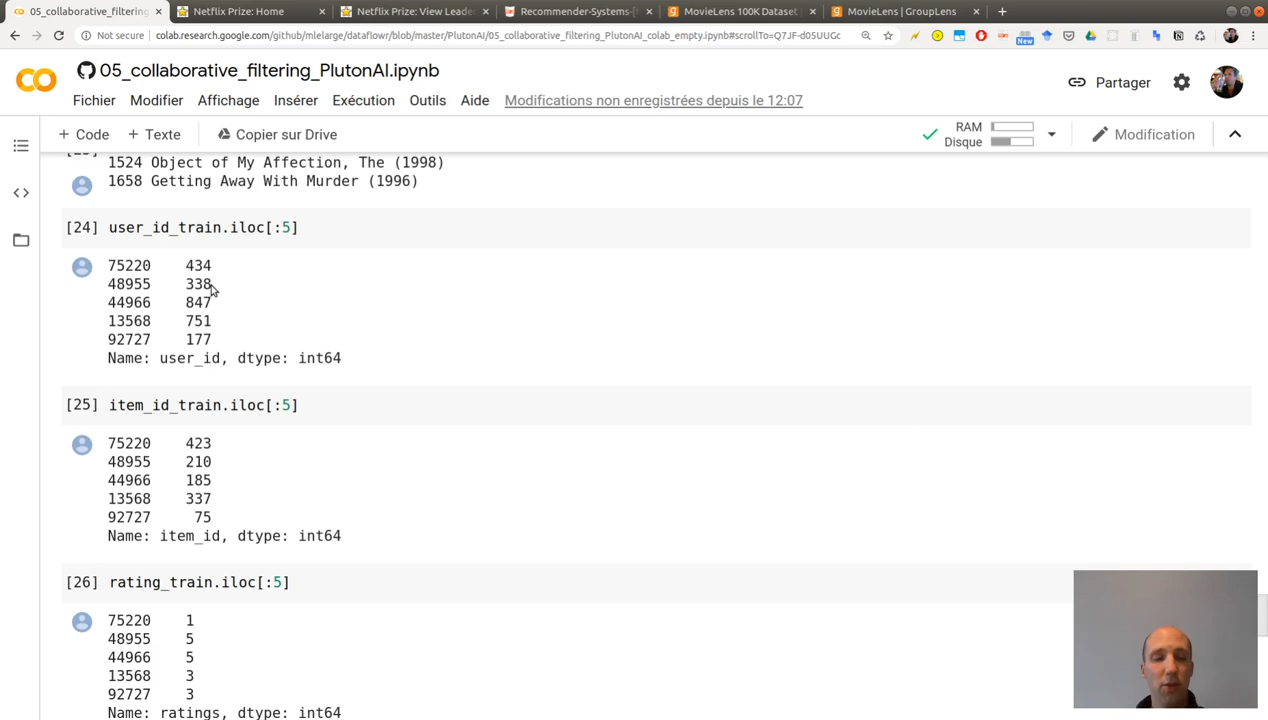 05_collaborative_filtering_PI
Netflix Prize: Home
Netflix Prize: View Leade
Recommender-Systems-[
MovieLens 100K Dataset
MovieLens | GroupLens
Not secure
colab.research.google.com/github/mlelarge/dataflowr/blob/master/PlutonAI/05_collaborative_filtering_PlutonAI_colab_empty.ipynb#scrollTo=Q7JF-d05UUGc
New
05_collaborative_filtering_PlutonAI.ipynb
Partager
Fichier Modifier Affichage Insérer Exécution Outils Aide Modifications non enregistrées depuis le 12:07
+ Code + Texte Copier sur Drive
RAM
Disque
Modification
1524 Object of My Affection, The (1998)
1658 Getting Away With Murder (1996)
[24] user_id_train.iloc[:5]
75220 434
48955 338
44966 847
13568 751
92727 177
Name: user_id, dtype: int64
[25] item_id_train.iloc[:5]
75220 423
48955 210
44966 185
13568 337
92727 75
Name: item_id, dtype: int64
[26] rating_train.iloc[:5]
75220 1
48955 5
44966 5
13568 3
92727 3
Name: ratings, dtype: int64